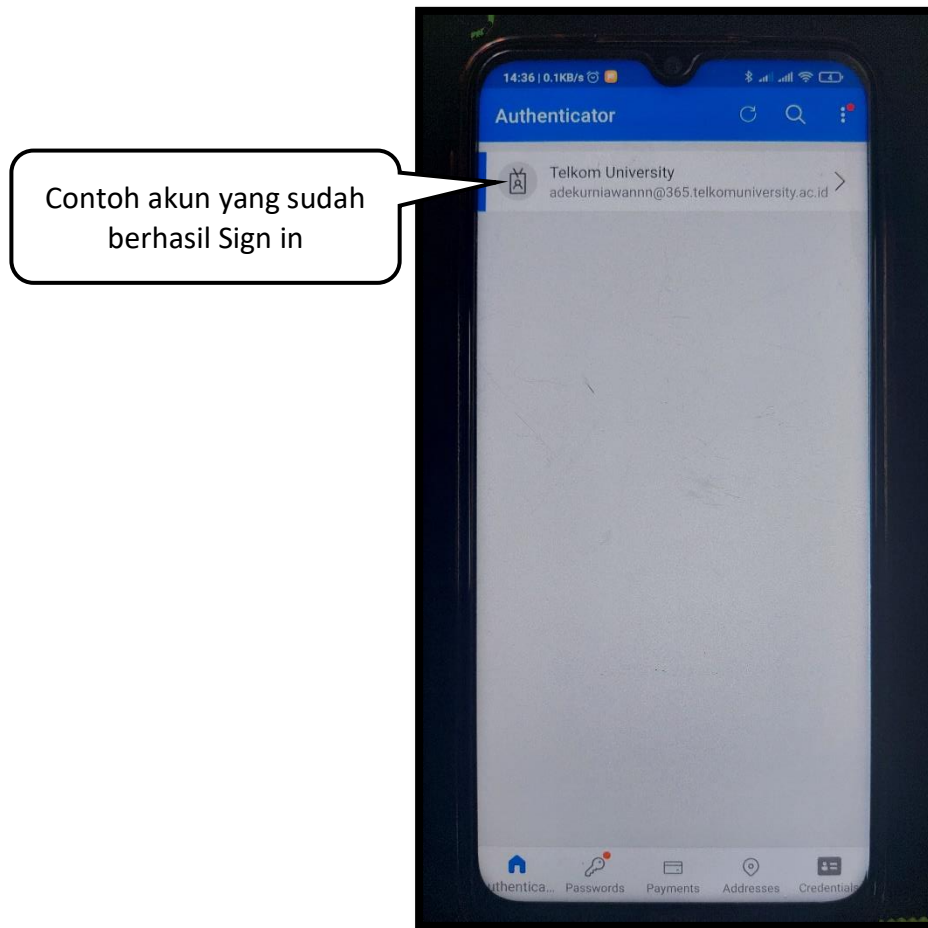 14:36 | 0.1KB/s
4
Authenticator
Telkom University
adekurniawannn@365.telkomuniversity.ac.id
Contoh akun yang sudah
berhasil Sign in
uthentica... Passwords Payments Addresses Credentials